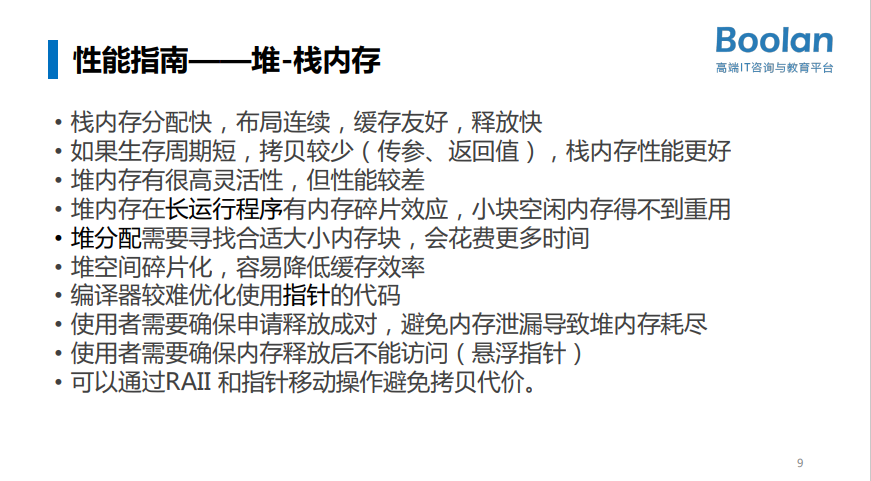 Boolan
高端IT咨询与教育平台
性能指南——堆-栈内存
• 栈内存分配快，布局连续，缓存友好，释放快
• 如果生存周期短，拷贝较少（传参、返回值），栈内存性能更好
• 堆内存有很高灵活性，但性能较差
• 堆内存在长运行程序有内存碎片效应，小块空闲内存得不到重用
• 堆分配需要寻找合适大小内存块，会花费更多时间
• 堆空间碎片化，容易降低缓存效率
• 编译器较难优化使用指针的代码
• 使用者需要确保申请释放成对，避免内存泄漏导致堆内存耗尽
• 使用者需要确保内存释放后不能访问（悬浮指针）
• 可以通过RAII 和指针移动操作避免拷贝代价。
9